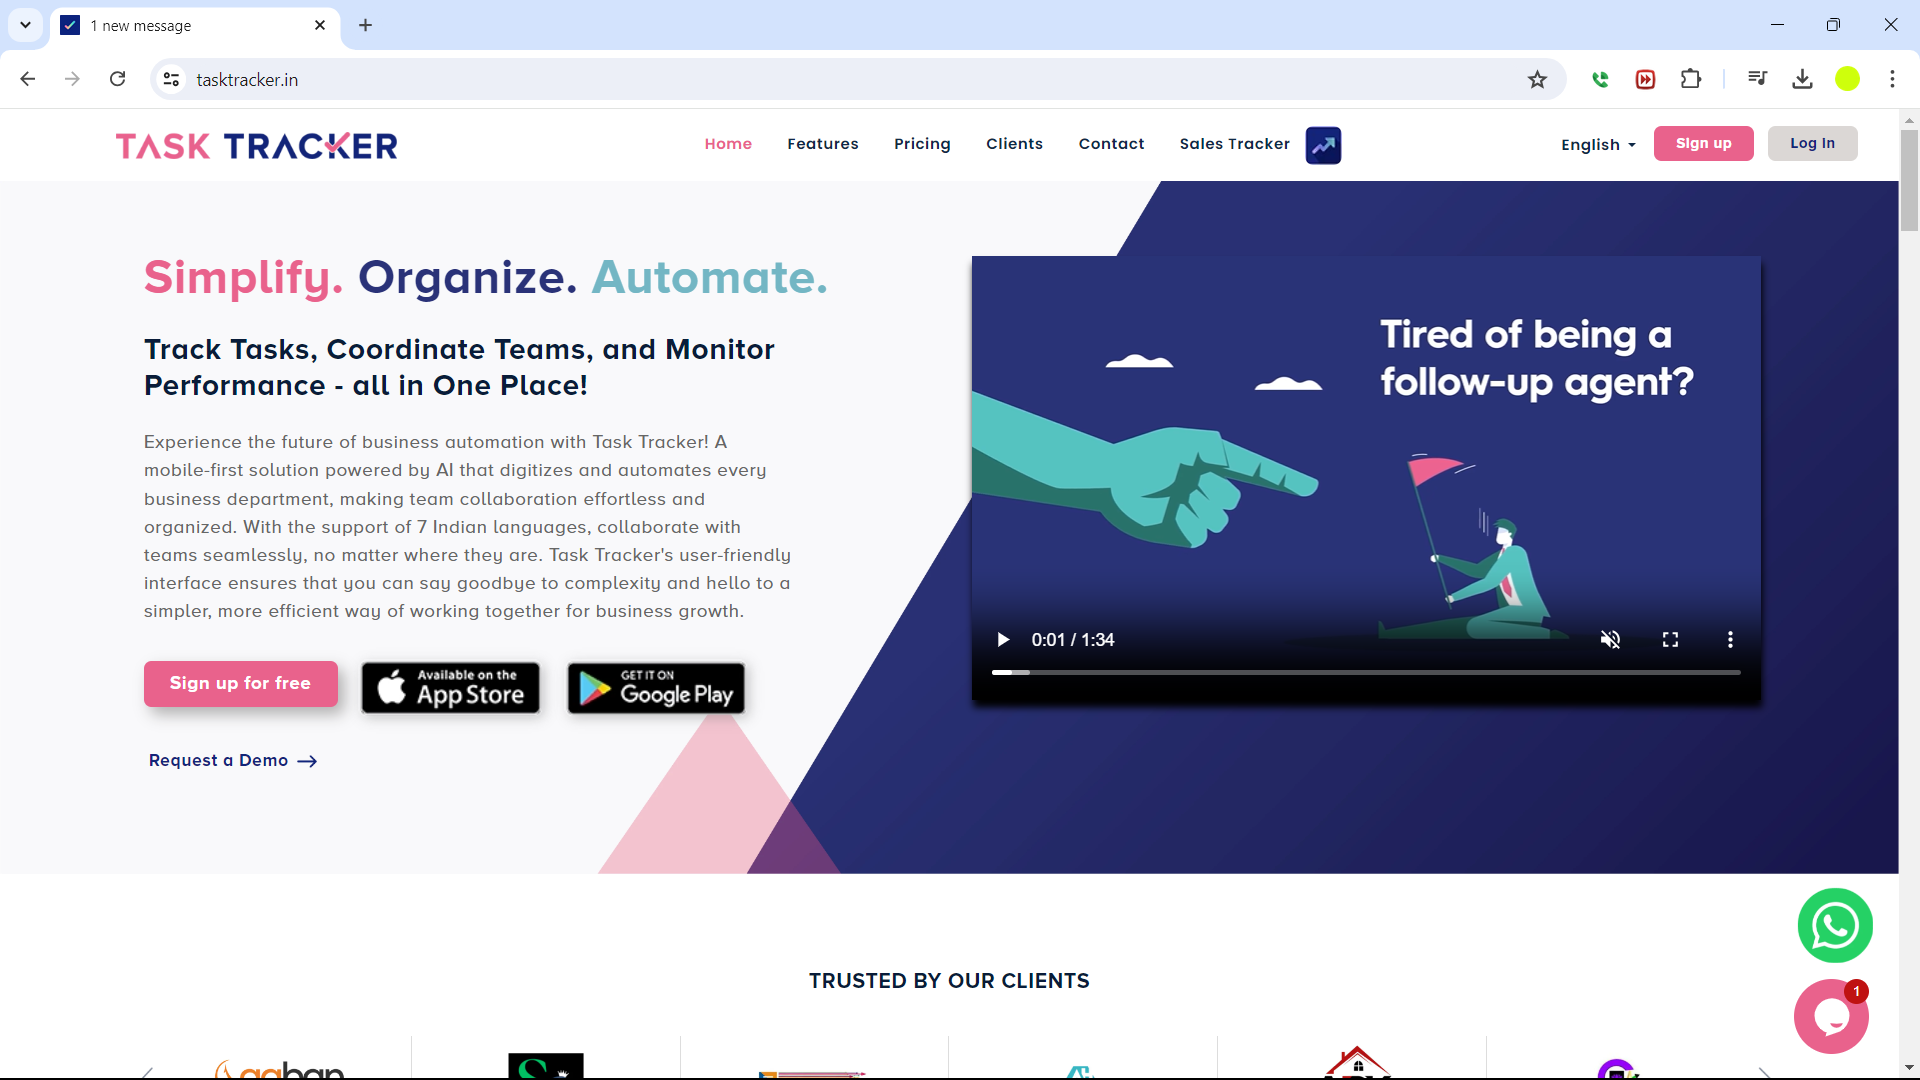 1 new message
tasktracker.in
TASK TRACKER
Home
Features
Pricing
Clients
Contact
Sales Tracker
English
Sign up
Log In
Simplify. Organize. Automate.
Track Tasks, Coordinate Teams, and Monitor
Performance - all in One Place!
Experience the future of business automation with Task Tracker! A
mobile-first solution powered by AI that digitizes and automates every
business department, making team collaboration effortless and
organized. With the support of 7 Indian languages, collaborate with
teams seamlessly, no matter where they are. Task Tracker's user-friendly
interface ensures that you can say goodbye to complexity and hello to a
simpler, more efficient way of working together for business growth.
Sign up for free
Available on the
App Store
GET IT ON
Google Play
Request a Demo
Tired of being a
follow-up agent?
0:01 / 1:34
TRUSTED BY OUR CLIENTS
1